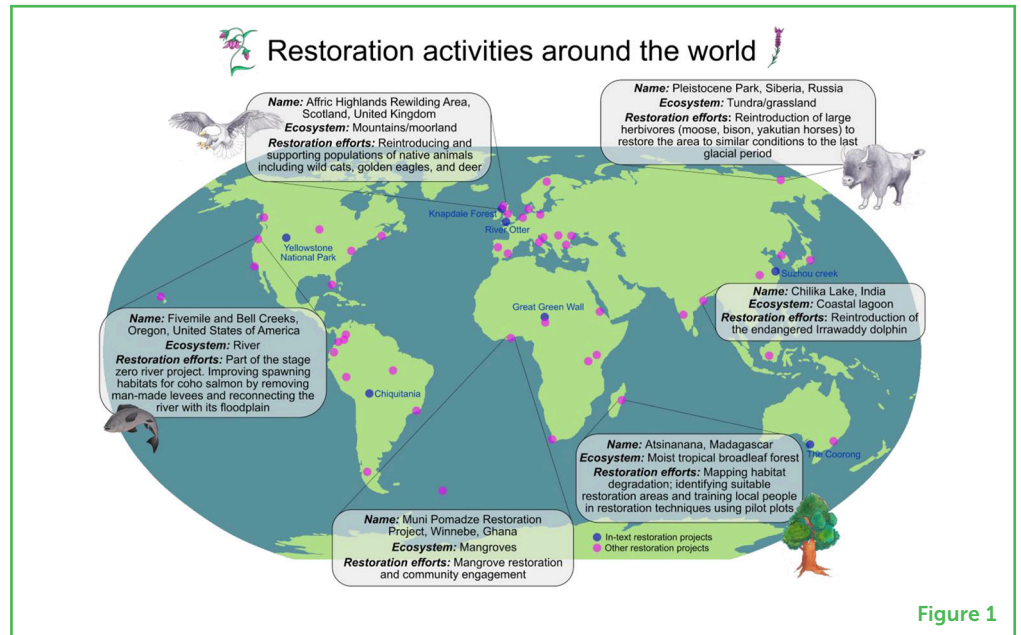 Restoration activities around the world
Name: Affric Highlands Rewilding Area,
Scotland, United Kingdom
Ecosystem: Mountains/moorland
Restoration efforts: Reintroducing and
supporting populations of native animals
including wild cats, golden eagles, and deer
Name: Pleistocene Park, Siberia, Russia
Ecosystem: Tundra/grassland
Restoration efforts: Reintroduction of large
herbivores (moose, bison, yakutian horses) to
restore the area to similar conditions to the last
glacial period
Knapdale Forest
River Otter
Yellowstone
National Park
Suzhou creek
Great Green Wall
Name: Chilika Lake, India
Ecosystem: Coastal lagoon
Restoration efforts: Reintroduction of
the endangered Irrawaddy dolphin
Name: Fivemile and Bell Creeks,
Oregon, United States of America
Ecosystem: River
Restoration efforts: Part of the stage
zero river project. Improving spawning
habitats for coho salmon by removing
man-made levees and reconnecting the
river with its floodplain
Chiquitania
Name: Atsinanana, Madagascar
Ecosystem: Moist tropical broadleaf forest
Restoration efforts: Mapping habitat
degradation; identifying suitable
restoration areas and training local people
in restoration techniques using pilot plots
The Coorong
Name: Muni Pomadze Restoration
Project, Winnebe, Ghana
Ecosystem: Mangroves
Restoration efforts: Mangrove restoration
and community engagement
In-text restoration projects
Other restoration projects
Figure 1